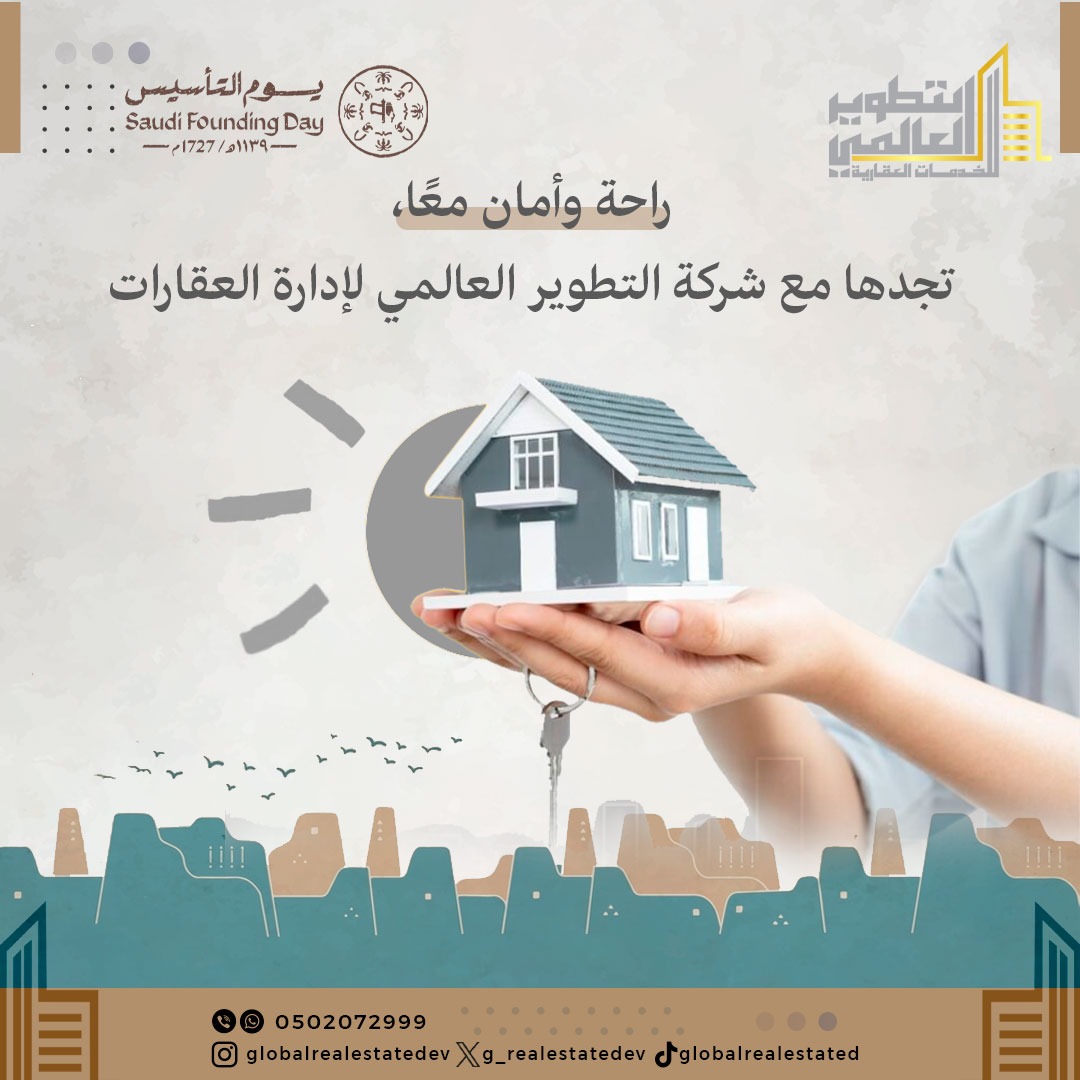 يوم التأسيس
Saudi Founding Day
١١٣٩هـ/ 1727م
التطوير
العالمي
للخدمات العقارية
راحة وأمان معًا،
تجدها مع شركة التطوير العالمي لإدارة العقارات
0502072999
globalrealestatedev g_realestatedev globalrealestated